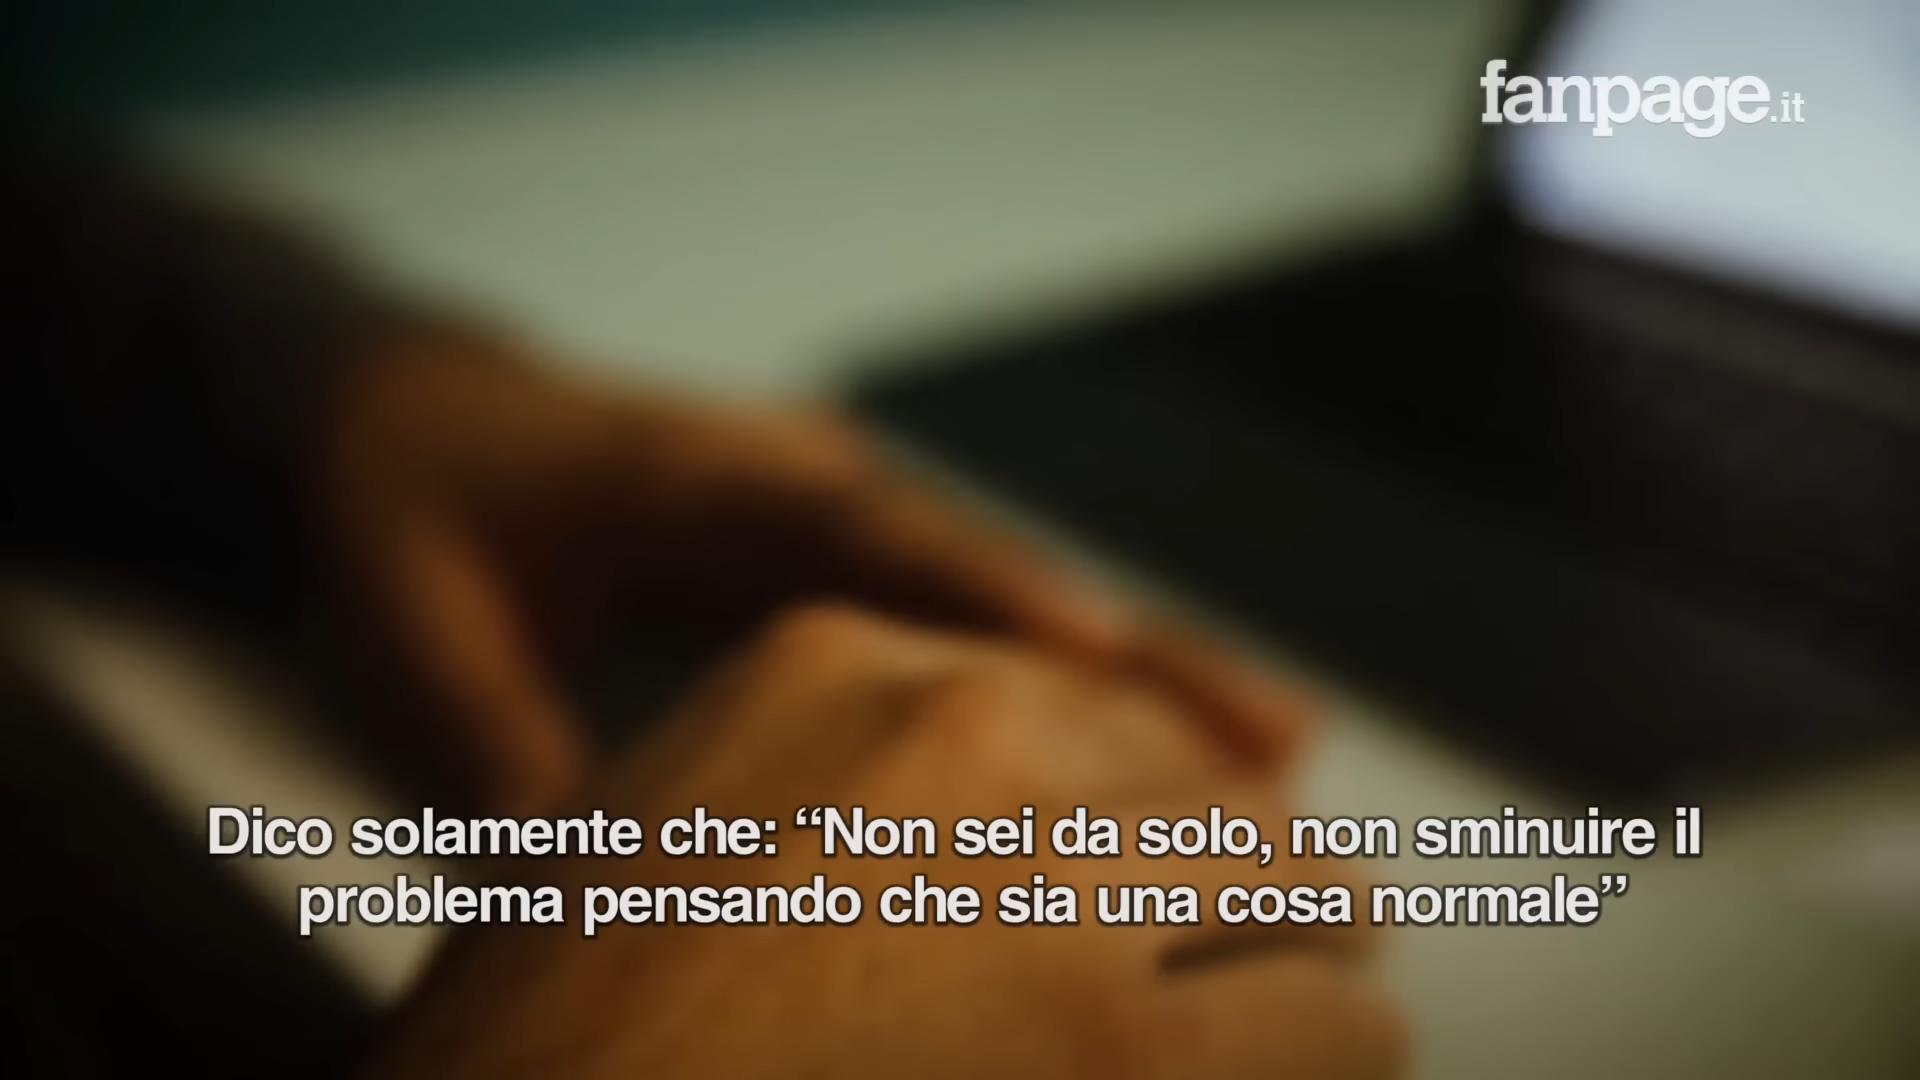 fanpage.it
Dico solamente che: “Non sei da solo, non sminuire il
problema pensando che sia una cosa normale”